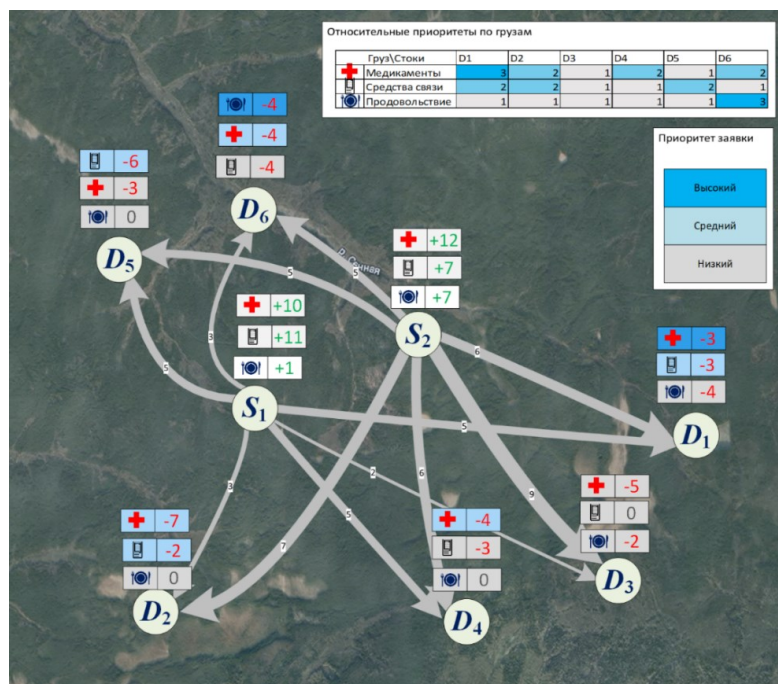 Относительные приоритеты по грузам
Груз\Стоки D1 D2 D3 D4 D5 D6
Медикаменты 3 2 1 2 1 2
Средства связи 2 2 1 1 2 1
Продовольствие 1 1 1 1 1 3
Приоритет заявки
Высокий
Средний
Низкий
-4
-4
-4
D6
-6
-3
0
D5
р. Сенная
+12
+7
+7
S2
+10
+11
+1
S1
-3
-3
-4
D1
-5
0
-2
D3
-4
-3
0
D4
-7
-2
0
D2
5
5
3
5
6
5
2
3
5
7
6
9